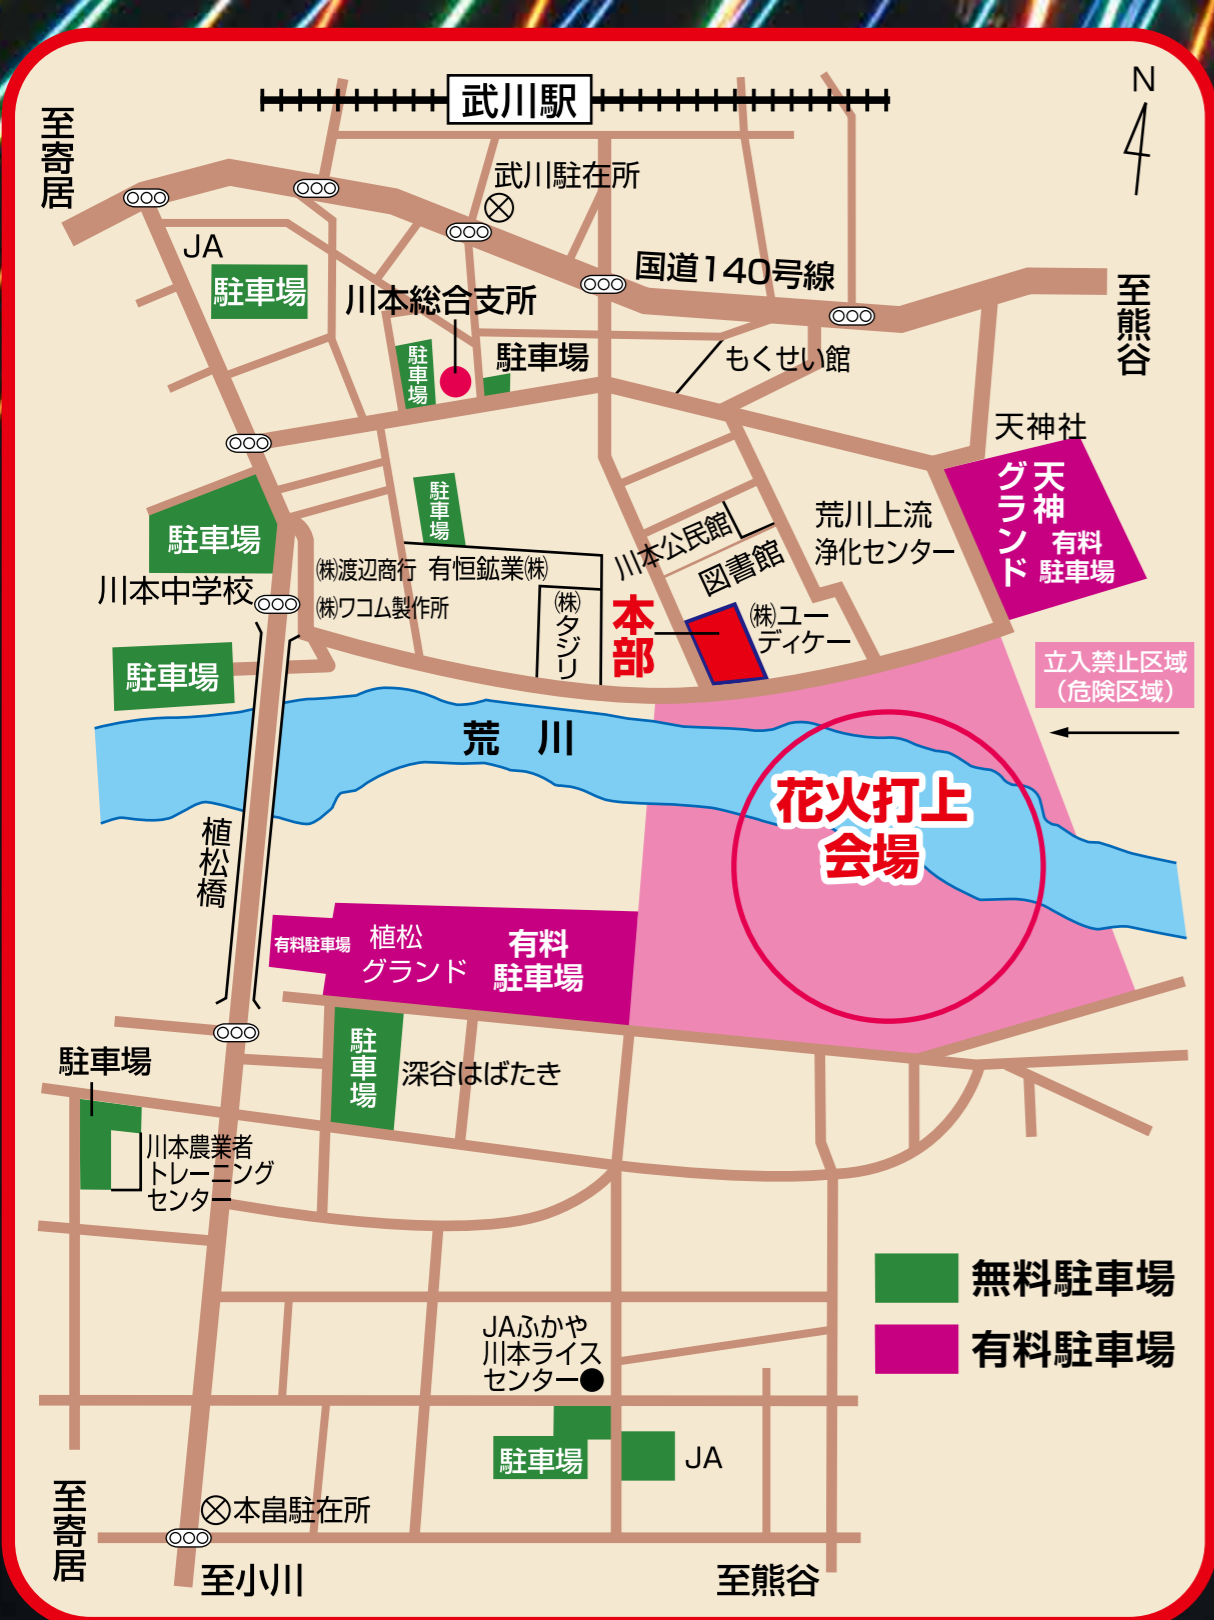 武川駅
N
至寄居
武川駐在所
JA
駐車場
国道140号線
川本総合支所
至熊谷
駐車場
駐車場
もくせい館
天神社
天神
グランド
有料
駐車場
駐車場
駐車場
川本公民館
図書館
荒川上流
浄化センター
川本中学校
㈱渡辺商行
有恒鉱業㈱
㈱ワコム製作所
㈱タジリ
本部
㈱ユー
ディケー
駐車場
立入禁止区域
（危険区域）
荒川
花火打上
会場
植松橋
有料駐車場
植松
グランド
有料
駐車場
駐車場
駐車場
深谷はばたき
川本農業者
トレーニング
センター
無料駐車場
有料駐車場
JAふかや
川本ライス
センター
駐車場
JA
至寄居
本畠駐在所
至小川
至熊谷